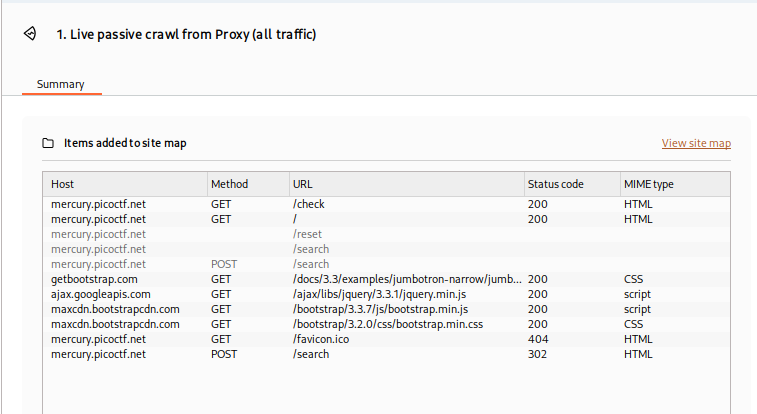 1. Live passive crawl from Proxy (all traffic)
Summary
Items added to site map View site map
Host Method URL Status code MIME type
mercury.picoctf.net GET /check 200 HTML
mercury.picoctf.net GET / 200 HTML
mercury.picoctf.net /reset
mercury.picoctf.net /search
mercury.picoctf.net POST /search
getbootstrap.com GET /docs/3.3/examples/jumbotron-narrow/jumb... 200 CSS
ajax.googleapis.com GET /ajax/libs/jquery/3.3.1/jquery.min.js 200 script
maxcdn.bootstrapcdn.com GET /bootstrap/3.3.7/js/bootstrap.min.js 200 script
maxcdn.bootstrapcdn.com GET /bootstrap/3.2.0/css/bootstrap.min.css 200 CSS
mercury.picoctf.net GET /favicon.ico 404 HTML
mercury.picoctf.net POST /search 302 HTML